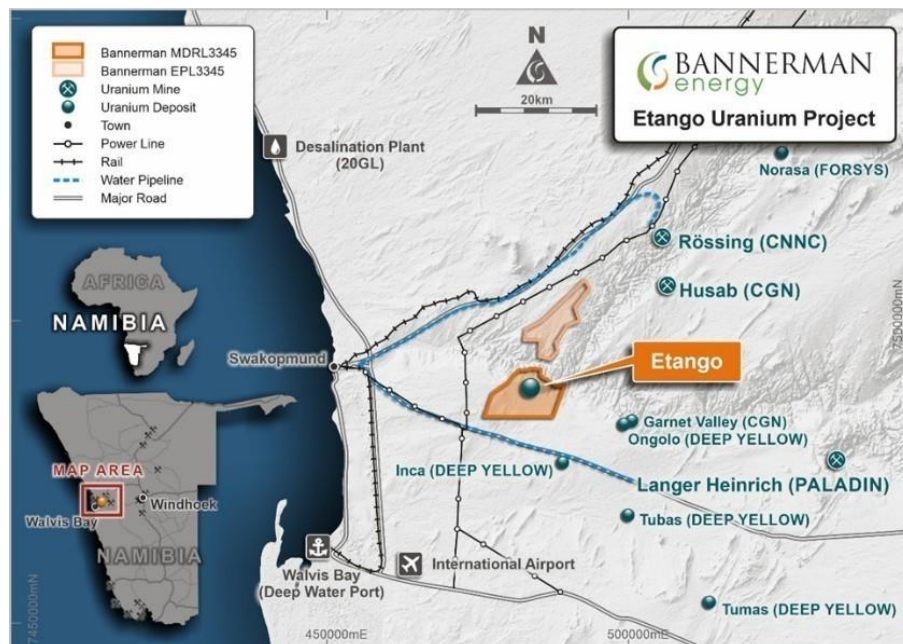 Bannerman MDRL3345
Bannerman EPL3345
Uranium Mine
Uranium Deposit
Town
Power Line
Rail
Water Pipeline
Major Road
N
20km
BANNERMAN
energy
Etango Uranium Project
Desalination Plant
(20GL)
Norasa (FORSYS)
Rössing (CNNC)
Husab (CGN)
7500000mN
AFRICA
NAMIBIA
Swakopmund
Etango
Garnet Valley (CGN)
Ongolo (DEEP YELLOW)
Inca (DEEP YELLOW)
Langer Heinrich (PALADIN)
Tubas (DEEP YELLOW)
MAP AREA
Windhoek
Walvis Bay
NAMIBIA
Walvis Bay
(Deep Water Port)
International Airport
Tumas (DEEP YELLOW)
7450000mN
450000mE
500000mE